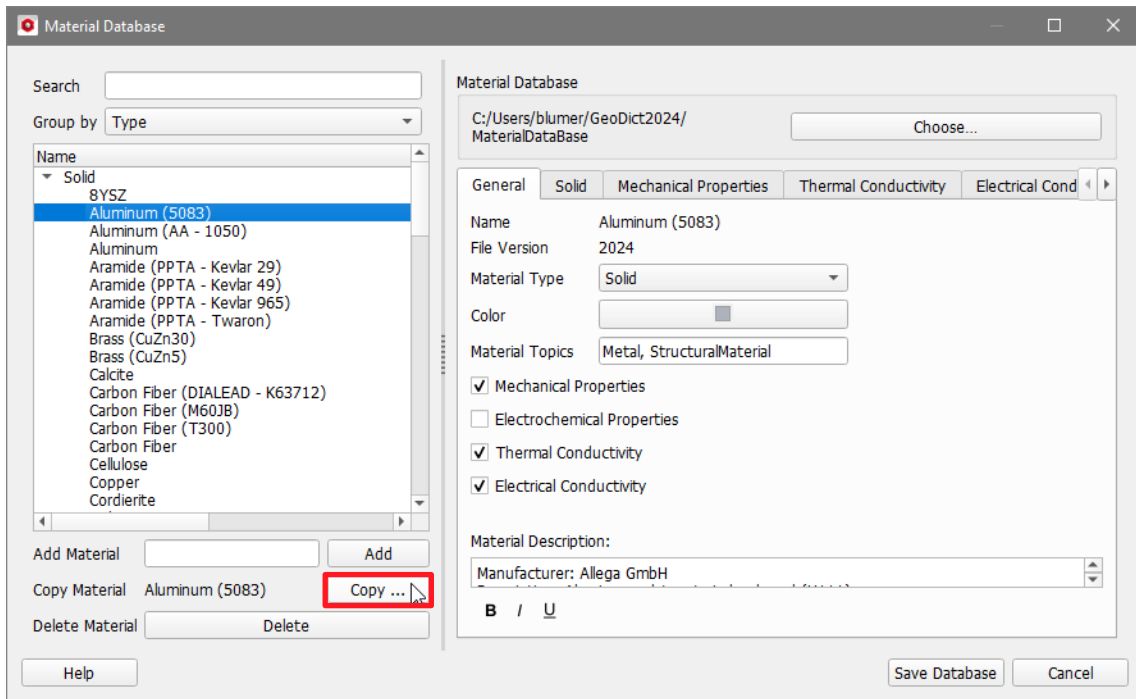 Material Database
Search
Group by Type
Name
Solid
8YSZ
Aluminum (5083)
Aluminum (AA - 1050)
Aluminum
Aramide (PPTA - Kevlar 29)
Aramide (PPTA - Kevlar 49)
Aramide (PPTA - Kevlar 965)
Aramide (PPTA - Twaron)
Brass (CuZn30)
Brass (CuZn5)
Calcite
Carbon Fiber (DIALEAD - K63712)
Carbon Fiber (M60JB)
Carbon Fiber (T300)
Carbon Fiber
Cellulose
Copper
Cordierite
Add Material Add
Copy Material Aluminum (5083) Copy ...
Delete Material Delete
Material Database
C:/Users/blumer/GeoDict2024/
MaterialDataBase
Choose...
General Solid Mechanical Properties Thermal Conductivity Electrical Cond
Name Aluminum (5083)
File Version 2024
Material Type Solid
Color
Material Topics Metal, StructuralMaterial
Mechanical Properties
Electrochemical Properties
Thermal Conductivity
Electrical Conductivity
Material Description:
Manufacturer: Allega GmbH
B I U
Help Save Database Cancel